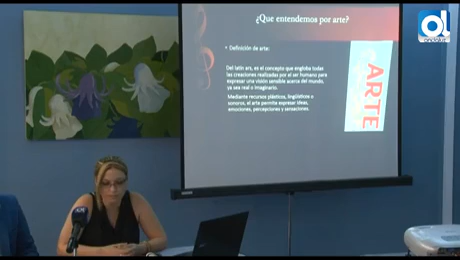 ¿Que entendemos por arte?
• Definición de arte:
Del latín ars, es el concepto que engloba todas
las creaciones realizadas por el ser humano para
expresar una visión sensible acerca del mundo,
ya sea real o imaginario.
Mediante recursos plásticos, lingüísticos o
sonoros, el arte permite expresar ideas,
emociones, percepciones y sensaciones.
ARTE